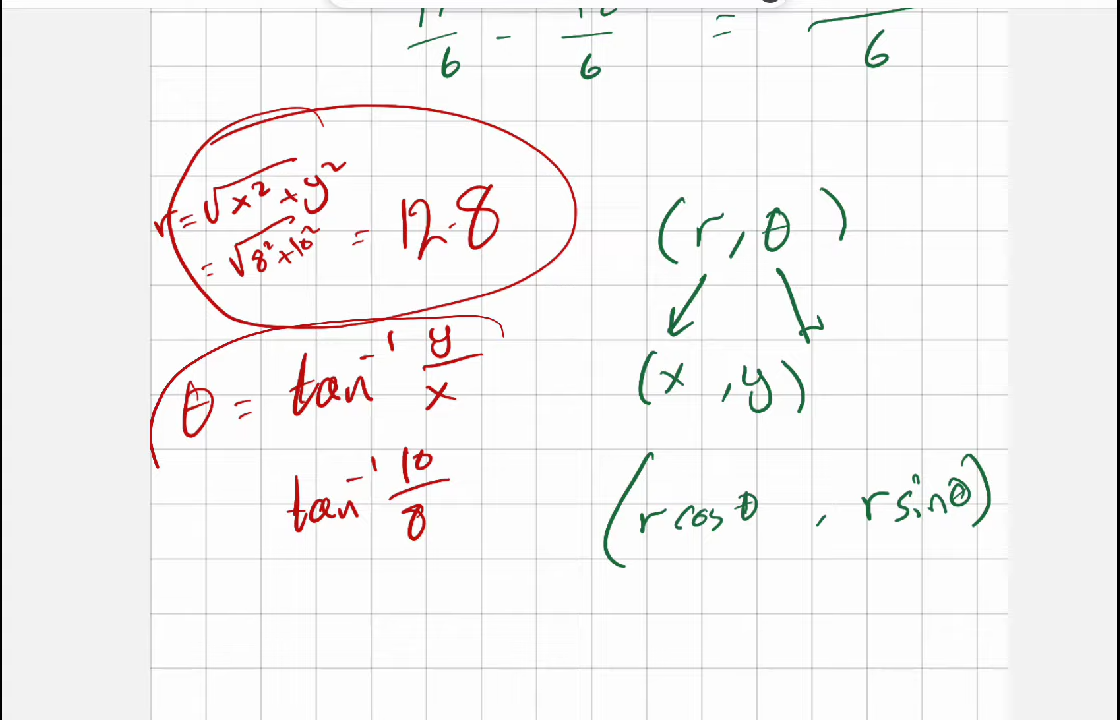 /6 - /6 = /6
r = √x² + y²
= √8² + 10² = 12.8
(r, θ)
θ = tan⁻¹ y/x
(x, y)
tan⁻¹ 10/8
(r cos θ, r sin θ)